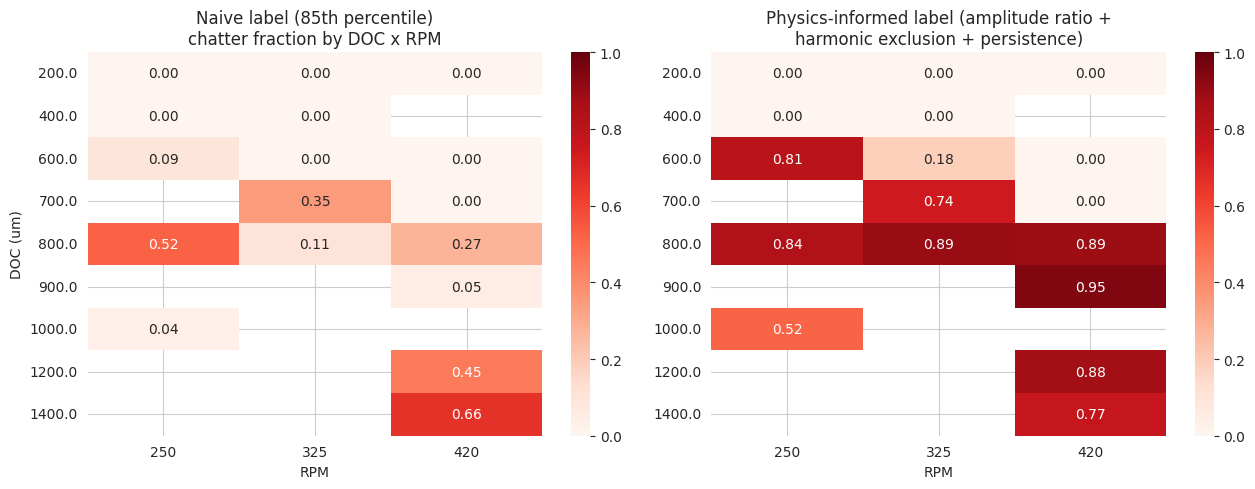 Naive label (85th percentile)
chatter fraction by DOC x RPM
DOC (um)
200.0 0.00 0.00 0.00
400.0 0.00 0.00
600.0 0.09 0.00 0.00
700.0 0.35 0.00
800.0 0.52 0.11 0.27
900.0 0.05
1000.0 0.04
1200.0 0.45
1400.0 0.66
250 325 420
RPM
1.0
0.8
0.6
0.4
0.2
0.0
Physics-informed label (amplitude ratio +
harmonic exclusion + persistence)
200.0 0.00 0.00 0.00
400.0 0.00 0.00
600.0 0.81 0.18 0.00
700.0 0.74 0.00
800.0 0.84 0.89 0.89
900.0 0.95
1000.0 0.52
1200.0 0.88
1400.0 0.77
250 325 420
RPM
1.0
0.8
0.6
0.4
0.2
0.0